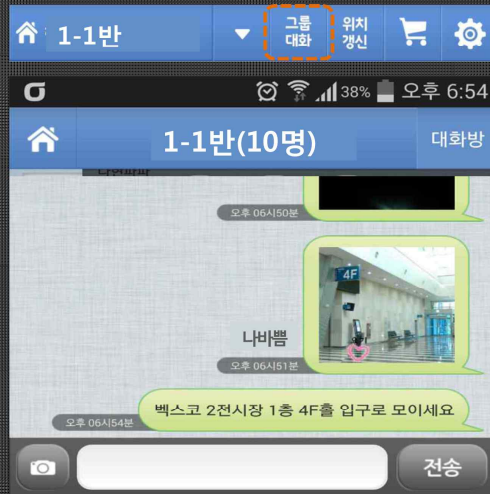 1-1반
그룹
대화
위치
갱신
38%
오후 6:54
1-1반(10명)
대화방
오후 06시50분
4F
나바쁨
오후 06시51분
벡스코 2전시장 1층 4F홀 입구로 모이세요
오후 06시54분
전송